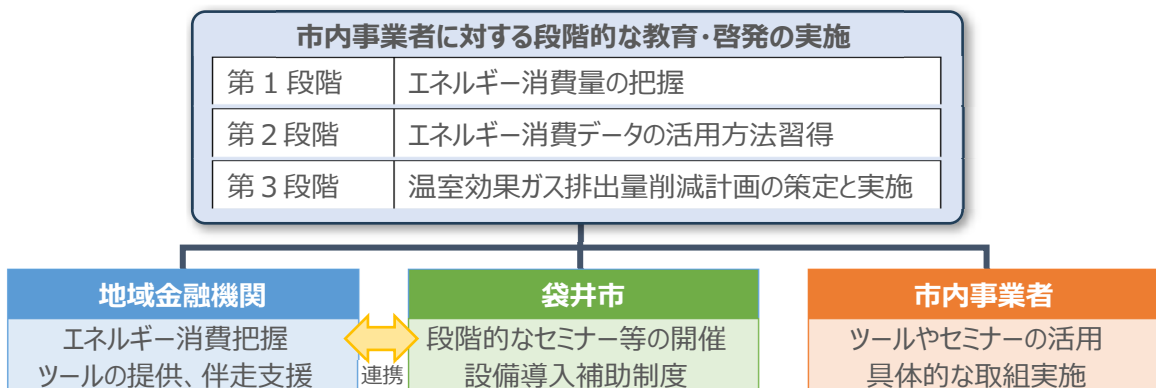 市内事業者に対する段階的な教育・啓発の実施
第1段階 エネルギー消費量の把握
第2段階 エネルギー消費データの活用方法習得
第3段階 温室効果ガス排出量削減計画の策定と実施
地域金融機関
エネルギー消費把握
ツールの提供、伴走支援
連携
袋井市
段階的なセミナー等の開催
設備導入補助制度
市内事業者
ツールやセミナーの活用
具体的な取組実施